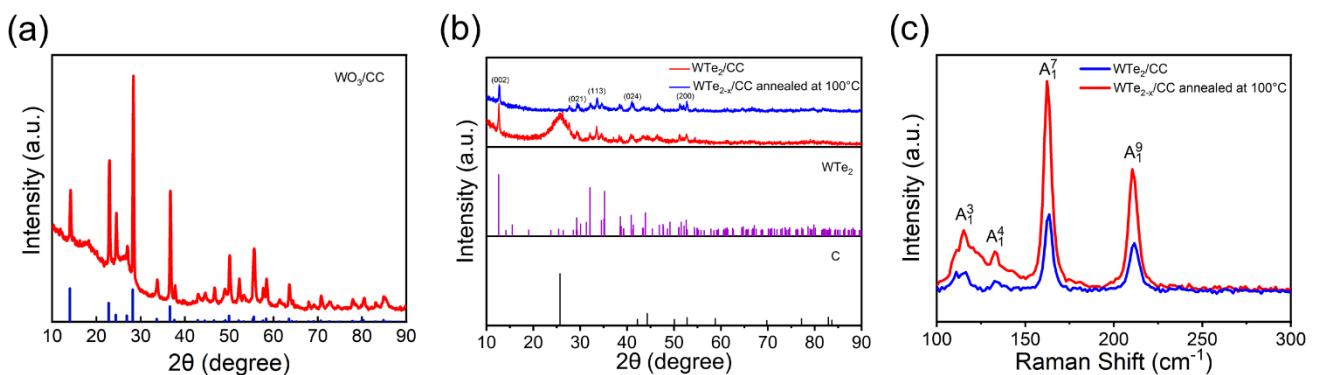 (a)
WO₃/CC
Intensity (a.u.)
10 20 30 40 50 60 70 80 90
2θ (degree)
(b)
WTe₂/CC
WTe₂₋ₓ/CC annealed at 100°C
(002)
(021)
(113)
(024)
(200)
WTe₂
C
Intensity (a.u.)
10 20 30 40 50 60 70 80 90
2θ (degree)
(c)
WTe₂/CC
WTe₂₋ₓ/CC annealed at 100°C
A₁³
A₁⁴
A₁⁷
A₁⁹
Intensity (a.u.)
100 150 200 250 300
Raman Shift (cm⁻¹)